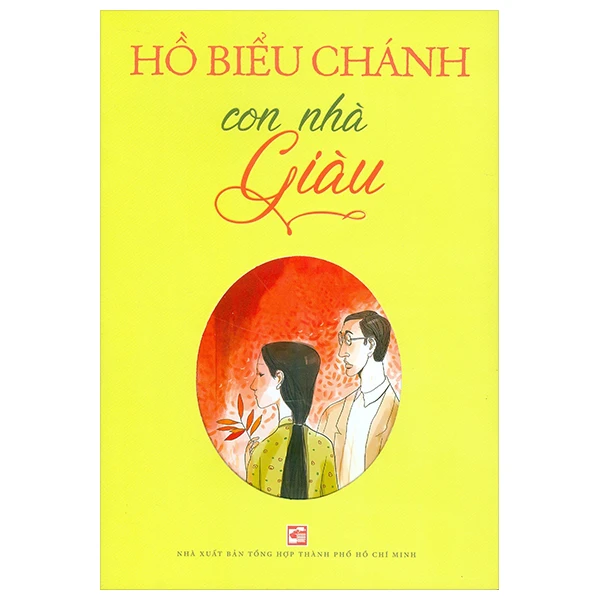 HỒ BIỂU CHÁNH
con nhà
Giàu
NHÀ XUẤT BẢN TỔNG HỢP THÀNH PHỐ HỒ CHÍ MINH